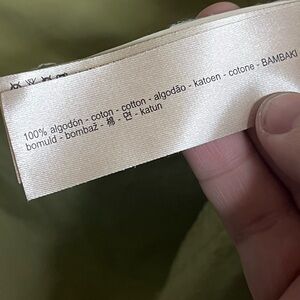 100% algodón - coton - cotton - algodão - katoen - cotone - BAMBAKI
bomuld - bombaž - 棉 - 면 - katun